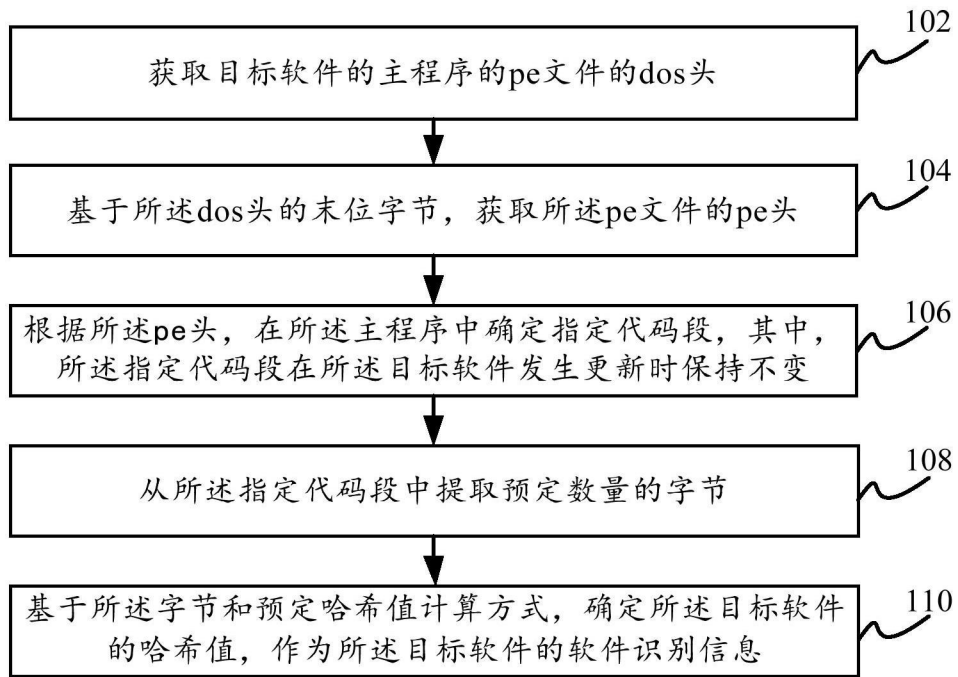 102
获取目标软件的主程序的pe文件的dos头
104
基于所述dos头的末位字节，获取所述pe文件的pe头
106
根据所述pe头，在所述主程序中确定指定代码段，其中，
所述指定代码段在所述目标软件发生更新时保持不变
108
从所述指定代码段中提取预定数量的字节
110
基于所述字节和预定哈希值计算方式，确定所述目标软件
的哈希值，作为所述目标软件的软件识别信息